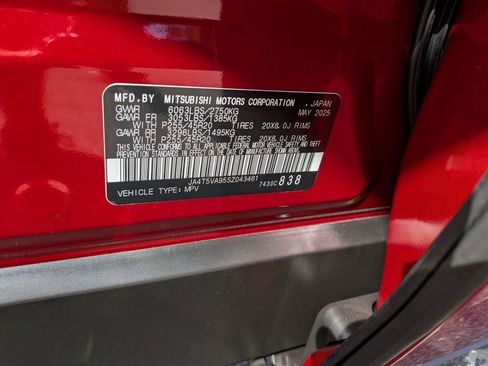 MFD.BY MITSUBISHI MOTORS CORPORATION , JAPAN
GVWR 6063LBS/2750KG MAY 2025
GAWR FR 3053LBS/1385KG
WITH P255/45R20 TIRES 20X8.0J RIMS
GAWR RR 3296LBS/1495KG
WITH P255/45R20 TIRES 20X8.0J RIMS
THIS VEHICLE CONFORMS TO ALL APPLICABLE
FEDERAL MOTOR VEHICLE SAFETY AND THEFT
PREVENTION STANDARDS IN EFFECT ON THE DATE OF
MANUFACTURE SHOWN ABOVE.
JA4T5VA95SZ043461
VEHICLE TYPE: MPV 7430C 838